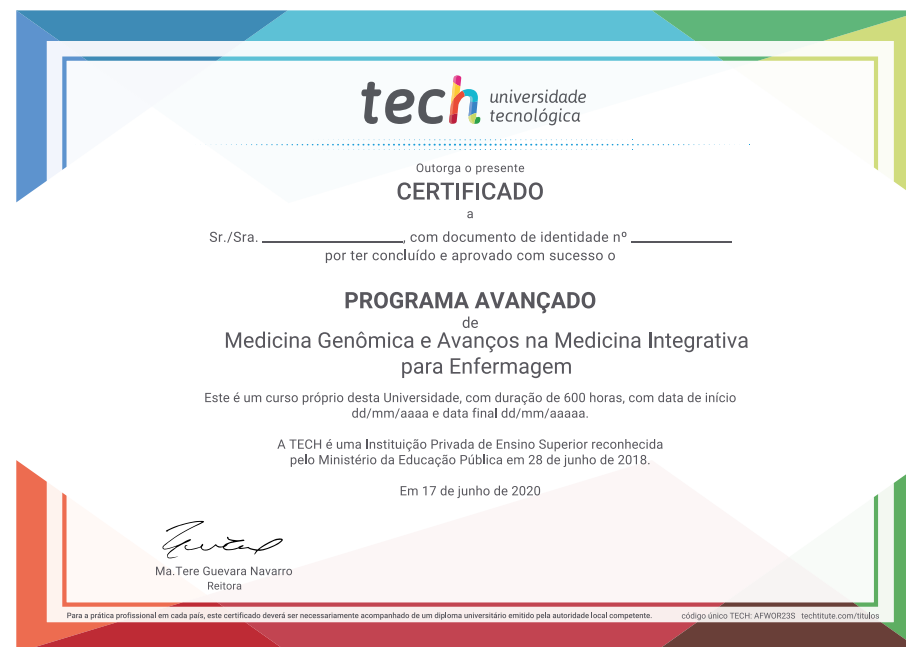 tech universidade
tecnológica
Outorga o presente
CERTIFICADO
a
Sr./Sra. ____________, com documento de identidade nº _________
por ter concluído e aprovado com sucesso o
PROGRAMA AVANÇADO
de
Medicina Genômica e Avanços na Medicina Integrativa
para Enfermagem
Este é um curso próprio desta Universidade, com duração de 600 horas, com data de início
dd/mm/aaaa e data final dd/mm/aaaaa.
A TECH é uma Instituição Privada de Ensino Superior reconhecida
pelo Ministério da Educação Pública em 28 de junho de 2018.
Em 17 de junho de 2020
Ma.Tere Guevara Navarro
Reitora
Para a prática profissional em cada país, este certificado deverá ser necessariamente acompanhado de um diploma universitário emitido pela autoridade local competente. código único TECH: AFWOR23S techtitute.com/titulos